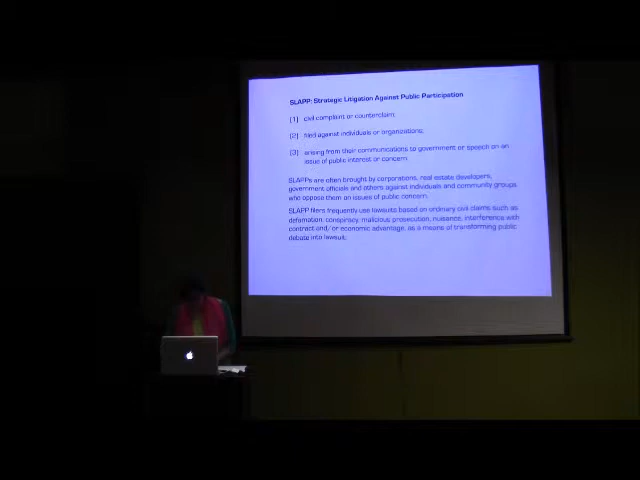 SLAPP: Strategic Litigation Against Public Participation
[1] civil complaint or counterclaim;
[2] filed against individuals or organizations;
[3] arising from their communications to government or speech on an
issue of public interest or concern.
SLAPPs are often brought by corporations, real estate developers,
government officials and others against individuals and community groups
who oppose them on issues of public concern.
SLAPP filers frequently use lawsuits based on ordinary civil claims such as
defamation, conspiracy, malicious prosecution, nuisance, interference with
contract and/or economic advantage, as a means of transforming public
debate into lawsuit.